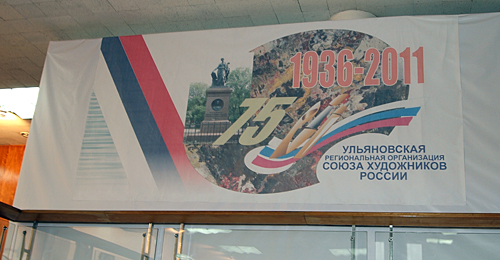 1936-2011
75
УЛЬЯНОВСКАЯ
РЕГИОНАЛЬНАЯ ОРГАНИЗАЦИЯ
СОЮЗА ХУДОЖНИКОВ
РОССИИ